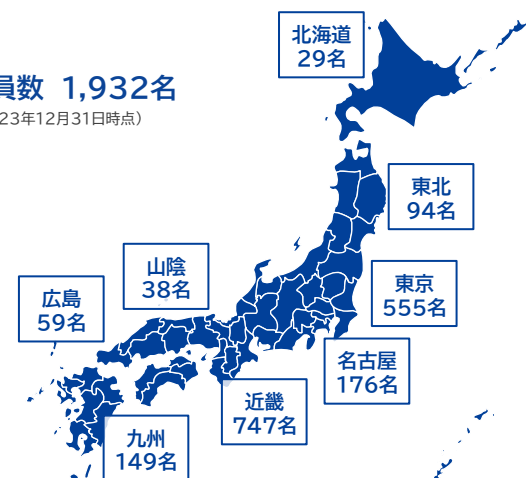 員数 1,932名
23年12月31日時点）
北海道
29名
東北
94名
山陰
38名
東京
555名
広島
59名
名古屋
176名
近畿
747名
九州
149名